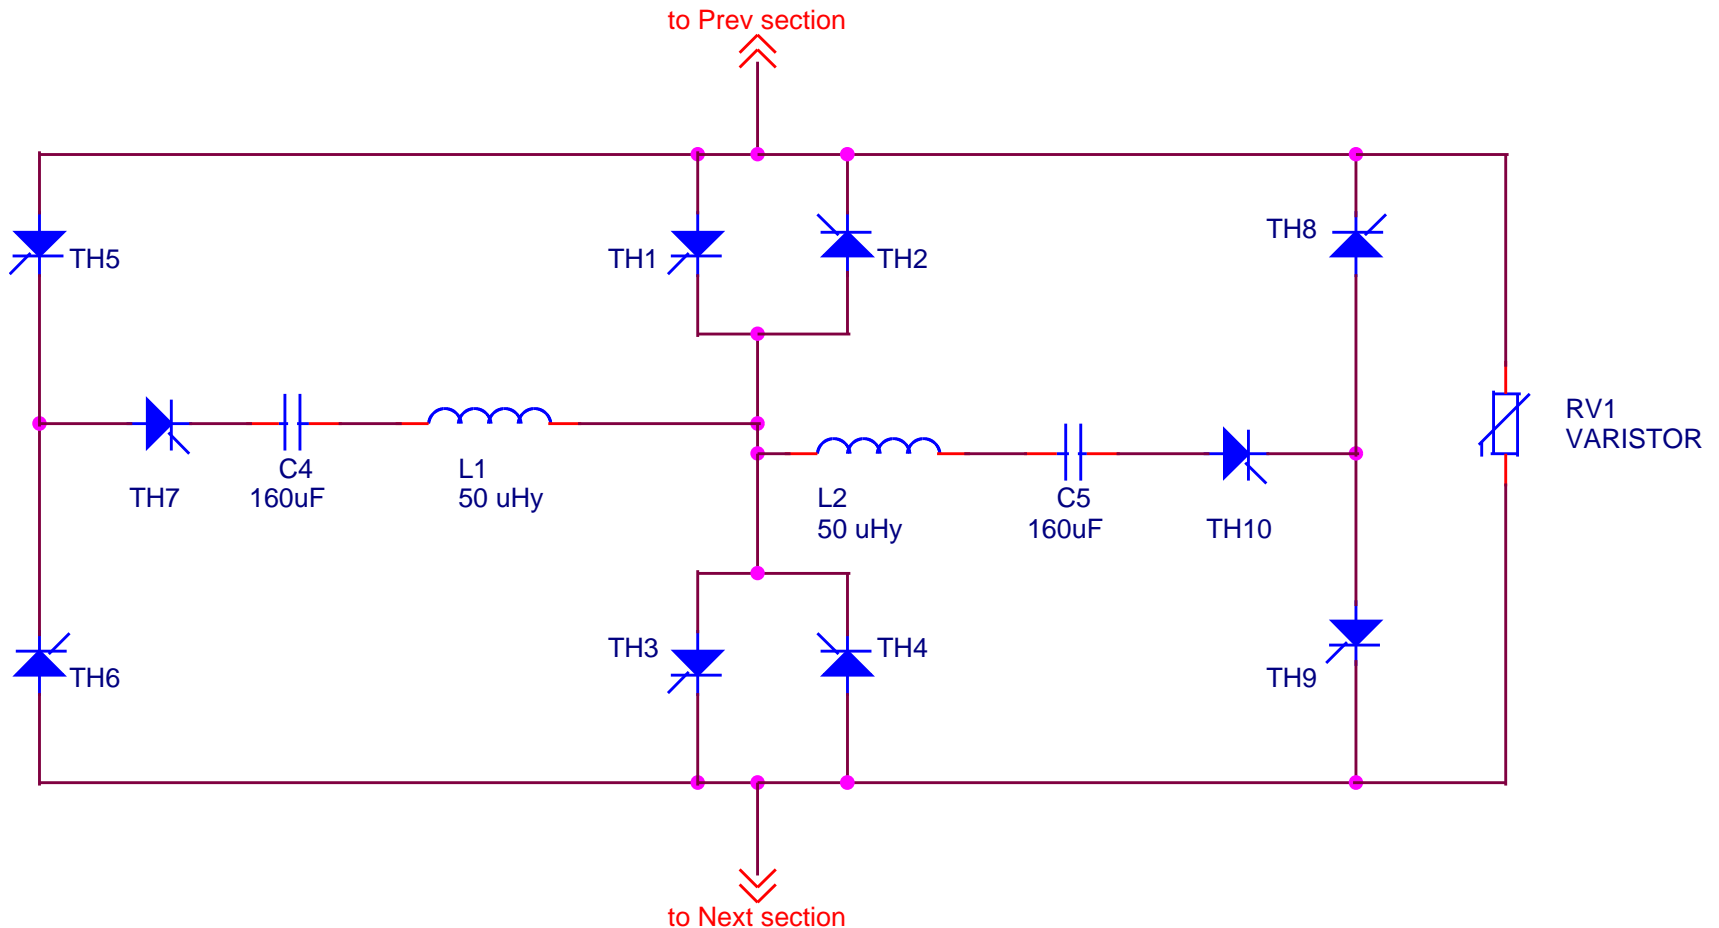 to Prev section
TH5
TH1
TH2
TH8
RV1
VARISTOR
TH7
C4
160uF
L1
50 uHy
L2
50 uHy
C5
160uF
TH10
TH6
TH3
TH4
TH9
to Next section